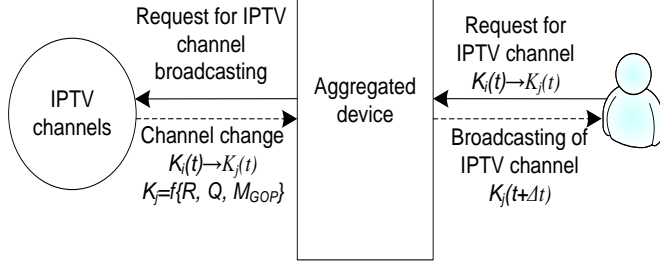 IPTV
channels
Request for IPTV
channel
broadcasting
Channel change
Ki(t)→Kj(t)
Kj=f{R, Q, MGOP}
Aggregated
device
Request for
IPTV channel
Ki(t)→Kj(t)
Broadcasting of
IPTV channel
Kj(t+Δt)